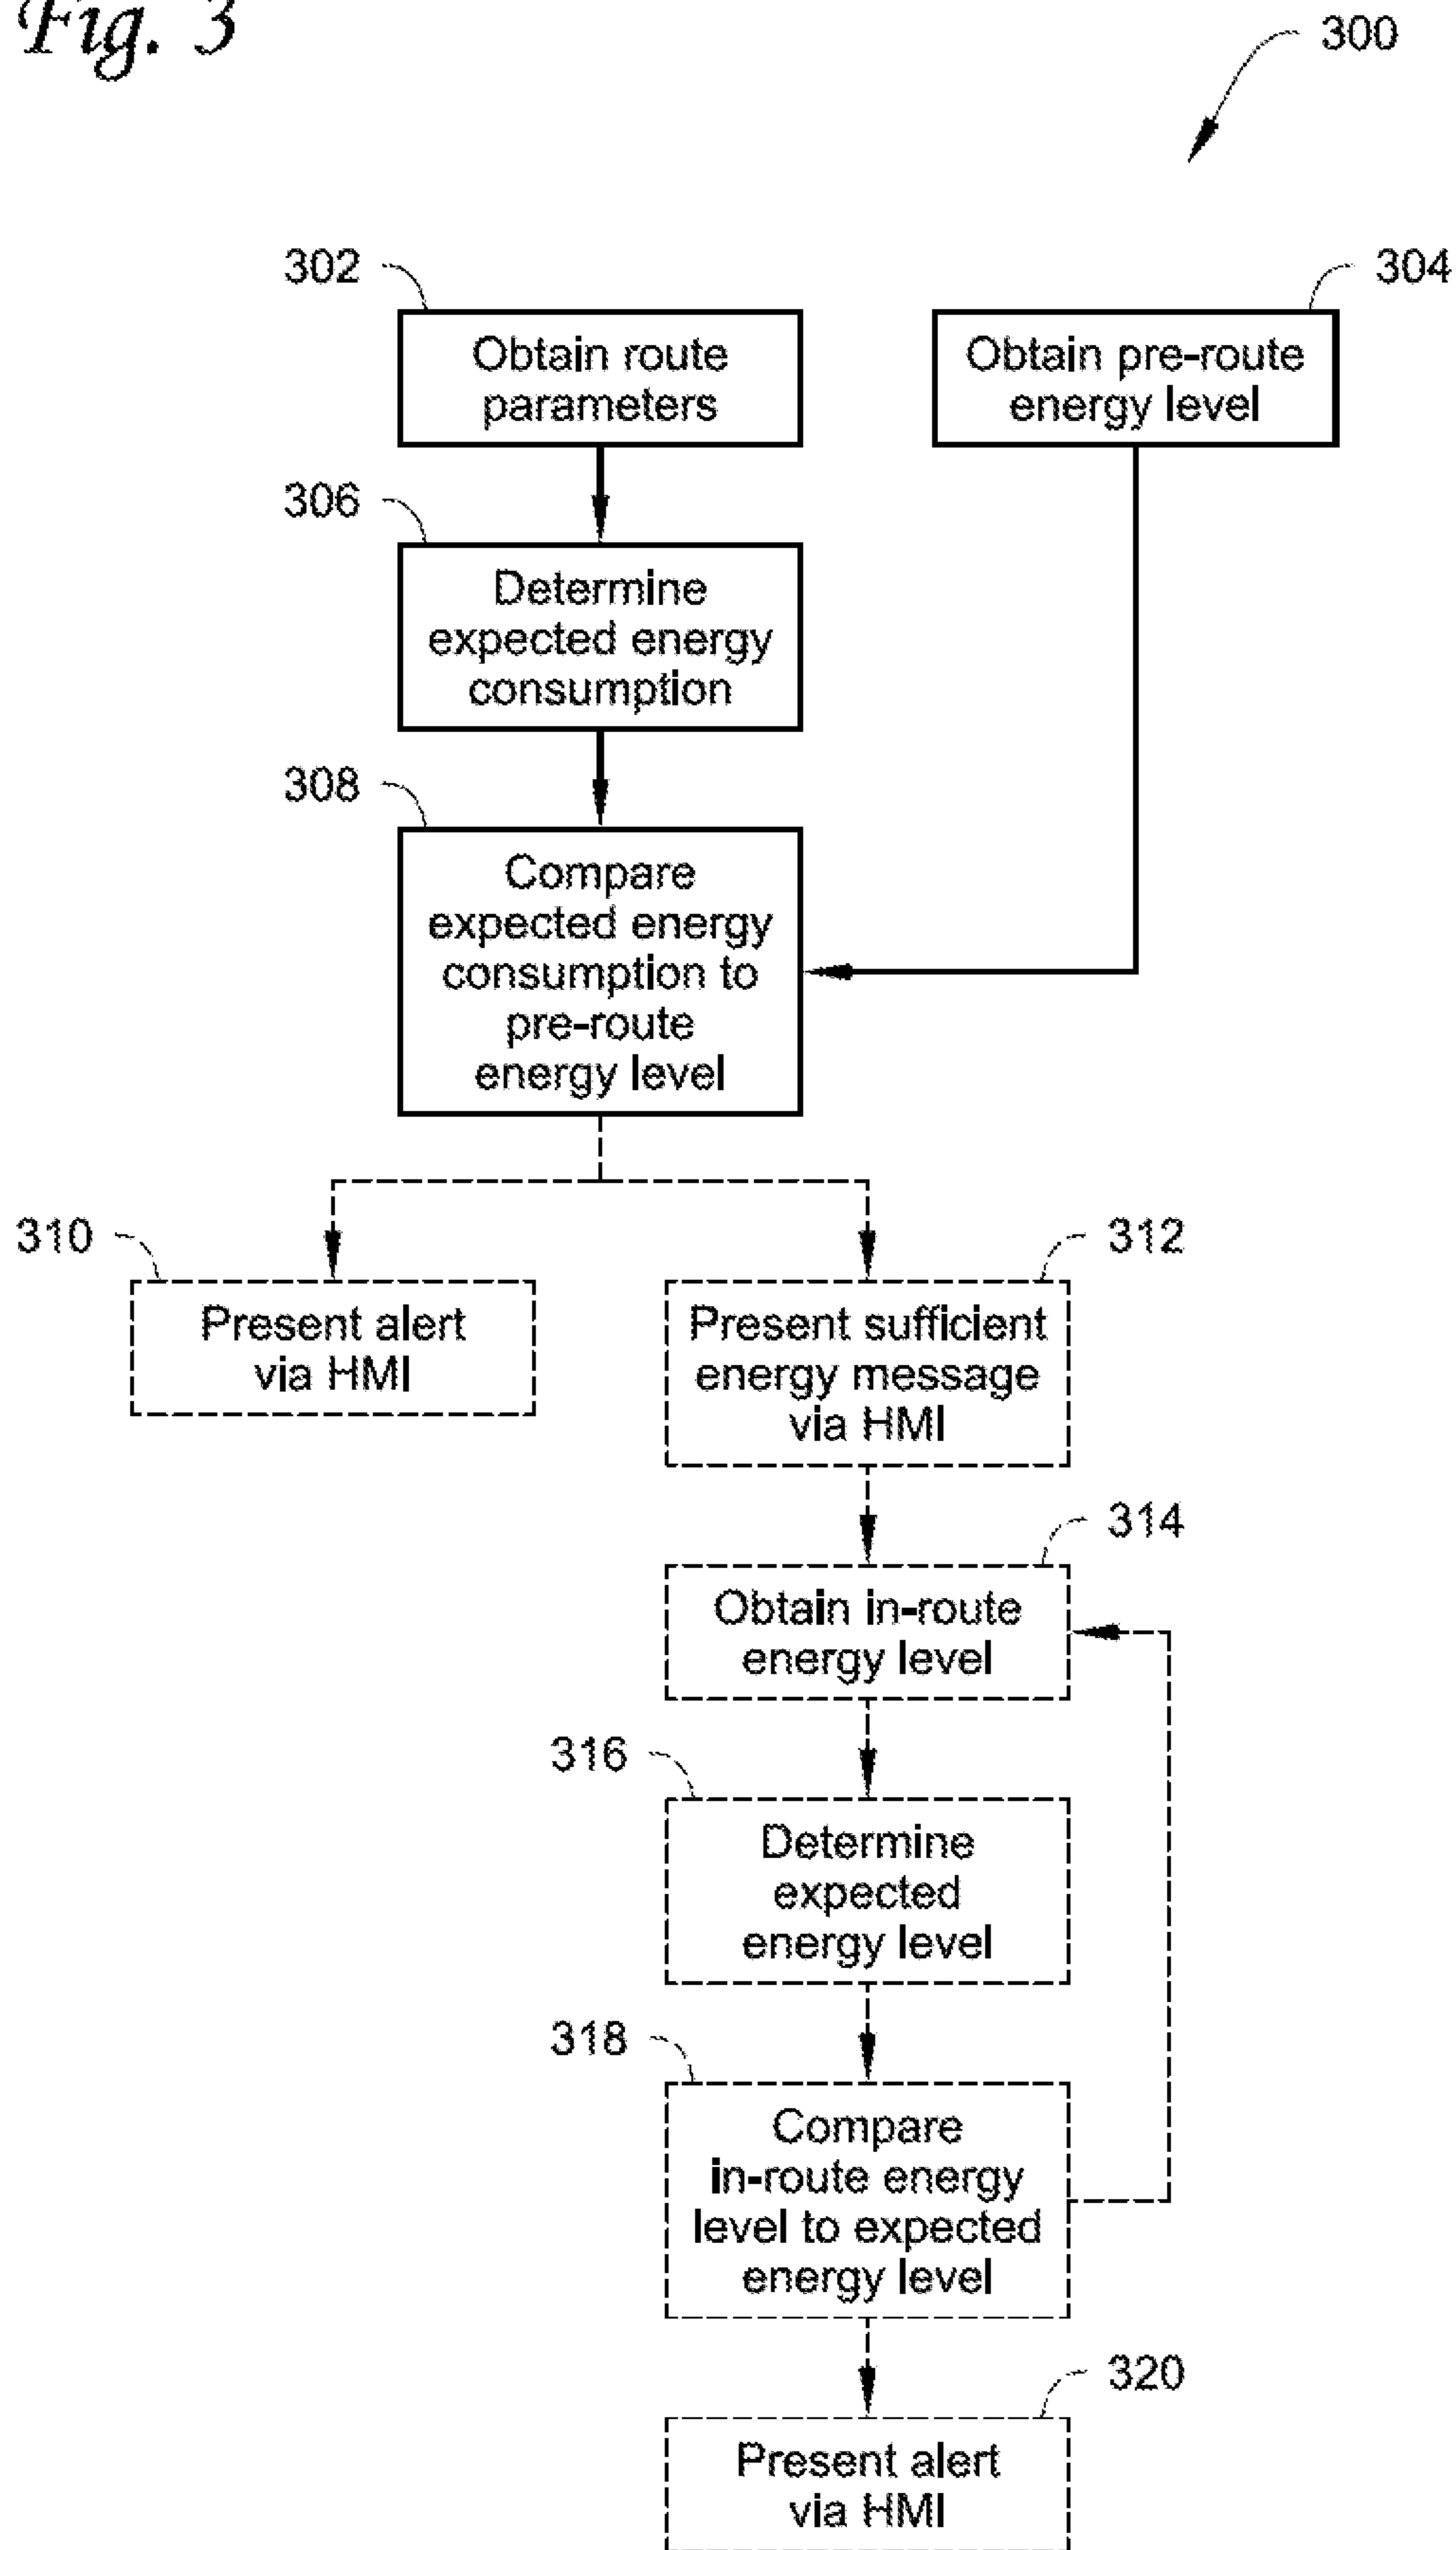 Fig. 3
300
302
304
Obtain route
parameters
Obtain pre-route
energy level
306
Determine
expected energy
consumption
308
Compare
expected energy
consumption to
pre-route
energy level
310
312
Present alert
via HMI
Present sufficient
energy message
via HMI
314
Obtain in-route
energy level
316
Determine
expected
energy level
318
Compare
in-route energy
level to expected
energy level
320
Present alert
via HMI